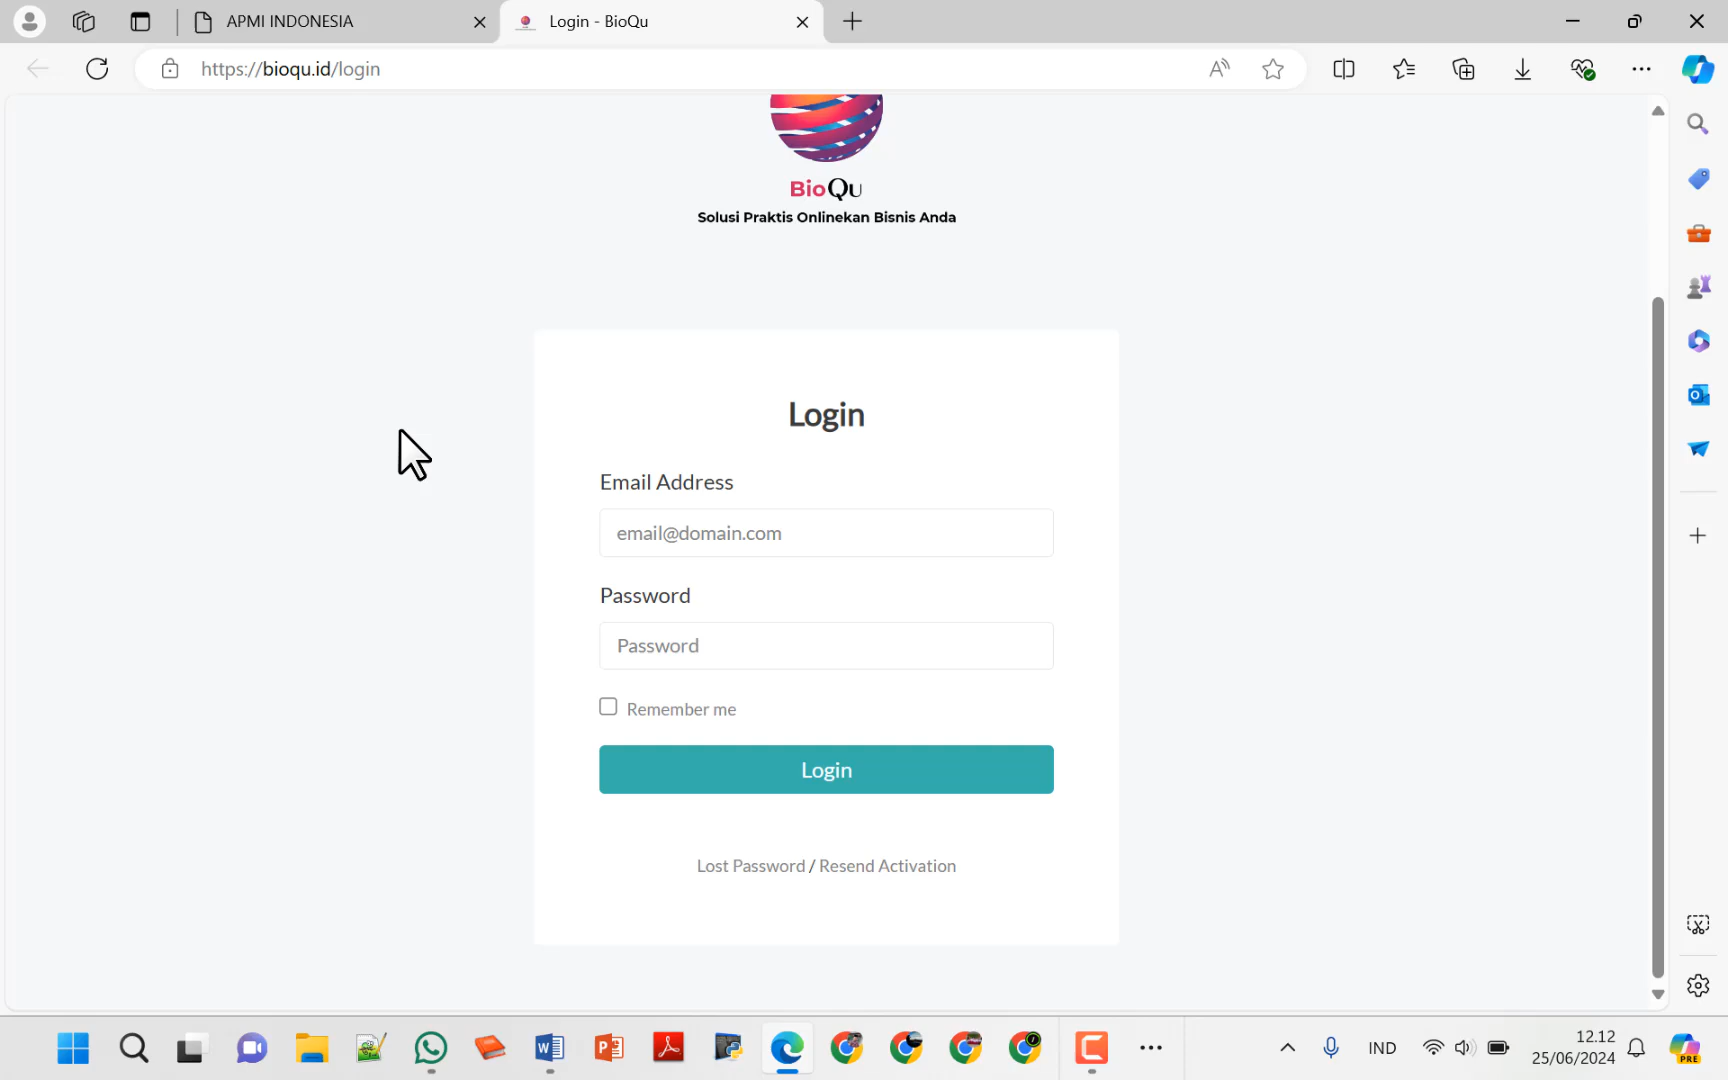 APMI INDONESIA
Login - BioQu
https://bioqu.id/login
BioQu
Solusi Praktis Onlinekan Bisnis Anda
Login
Email Address
email@domain.com
Password
Password
Remember me
Login
Lost Password / Resend Activation
IND
12.12
25/06/2024
PRE